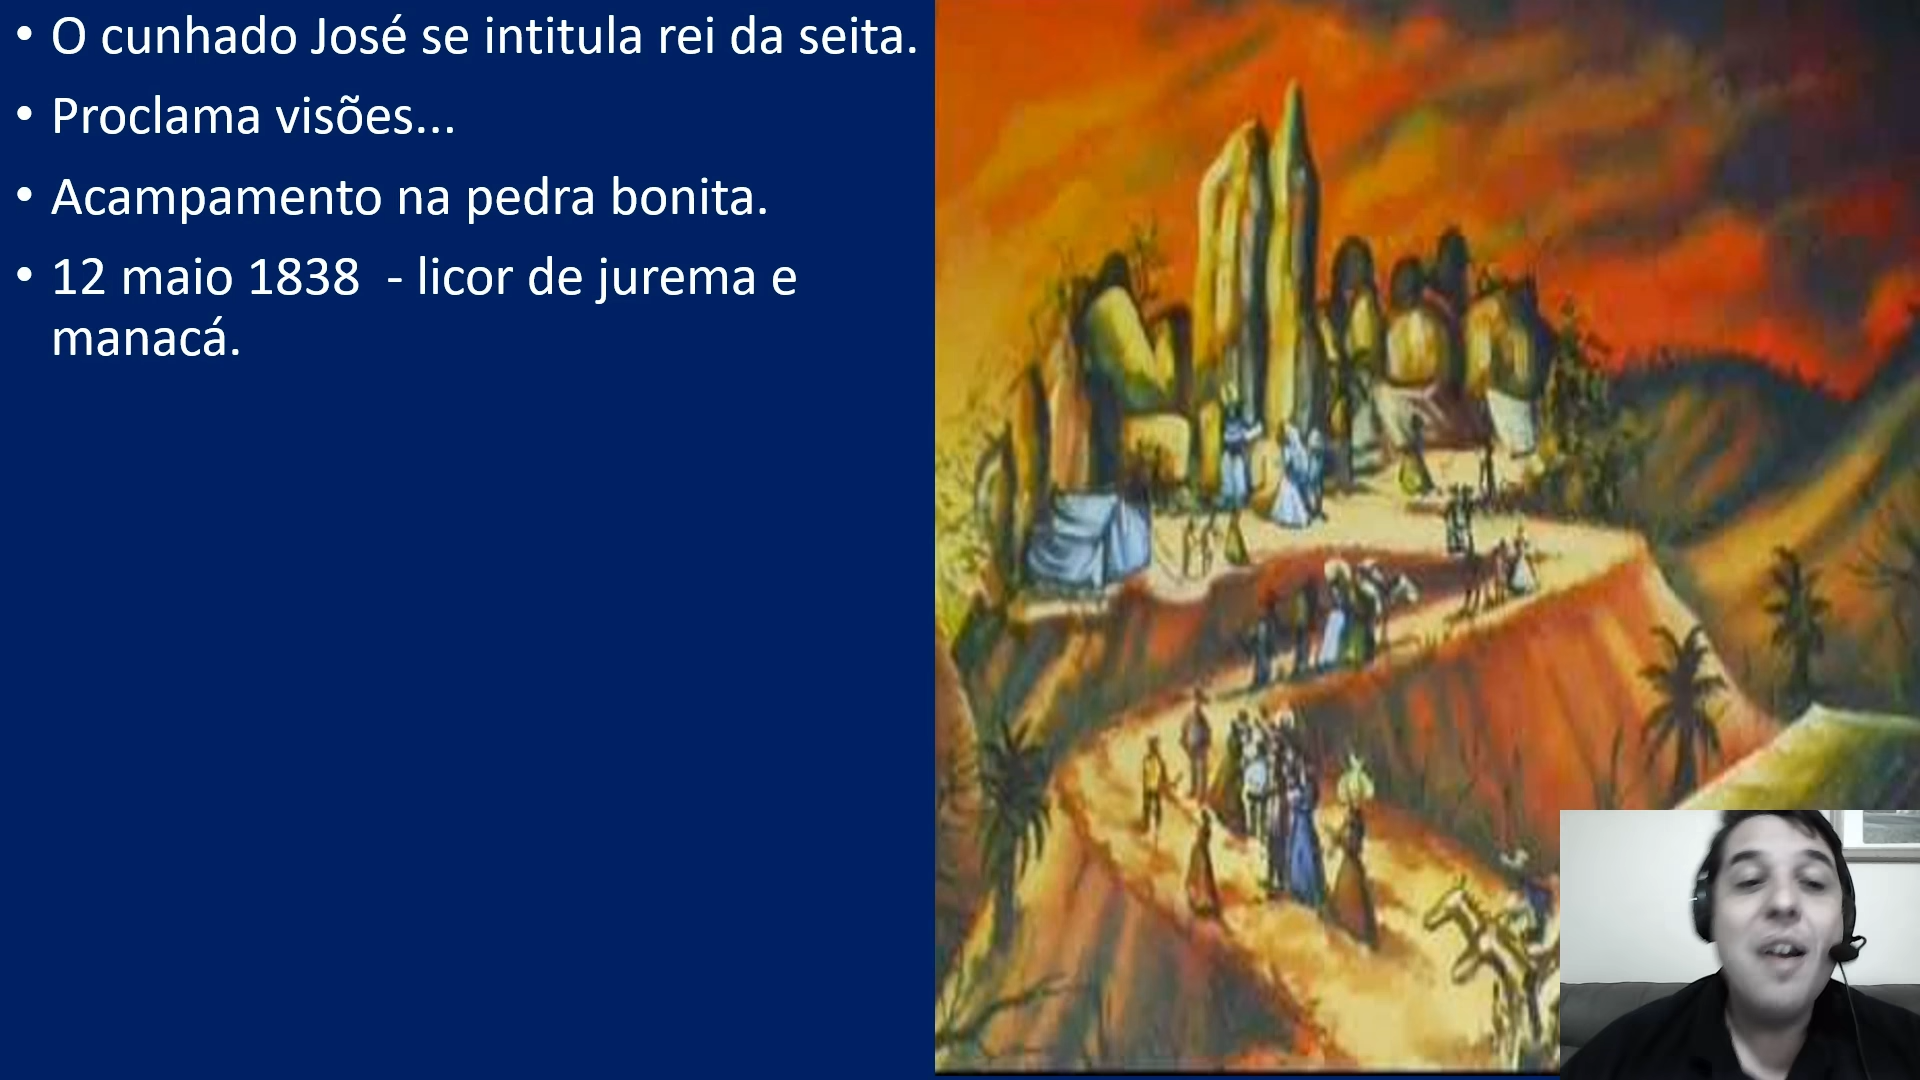 • O cunhado José se intitula rei da seita.
• Proclama visões...
• Acampamento na pedra bonita.
• 12 maio 1838  - licor de jurema e
manacá.